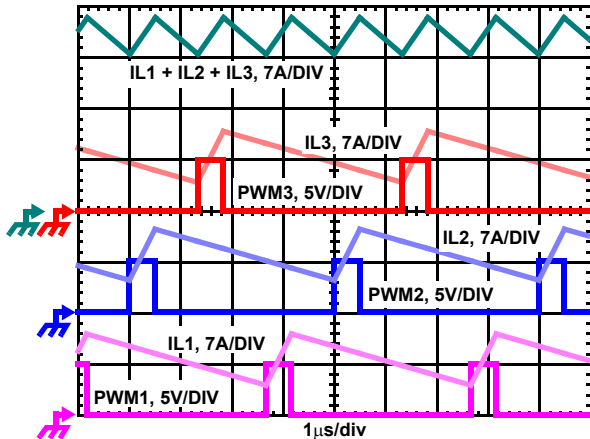 IL1 + IL2 + IL3, 7A/DIV
IL3, 7A/DIV
PWM3, 5V/DIV
IL2, 7A/DIV
PWM2, 5V/DIV
IL1, 7A/DIV
PWM1, 5V/DIV
1µs/div